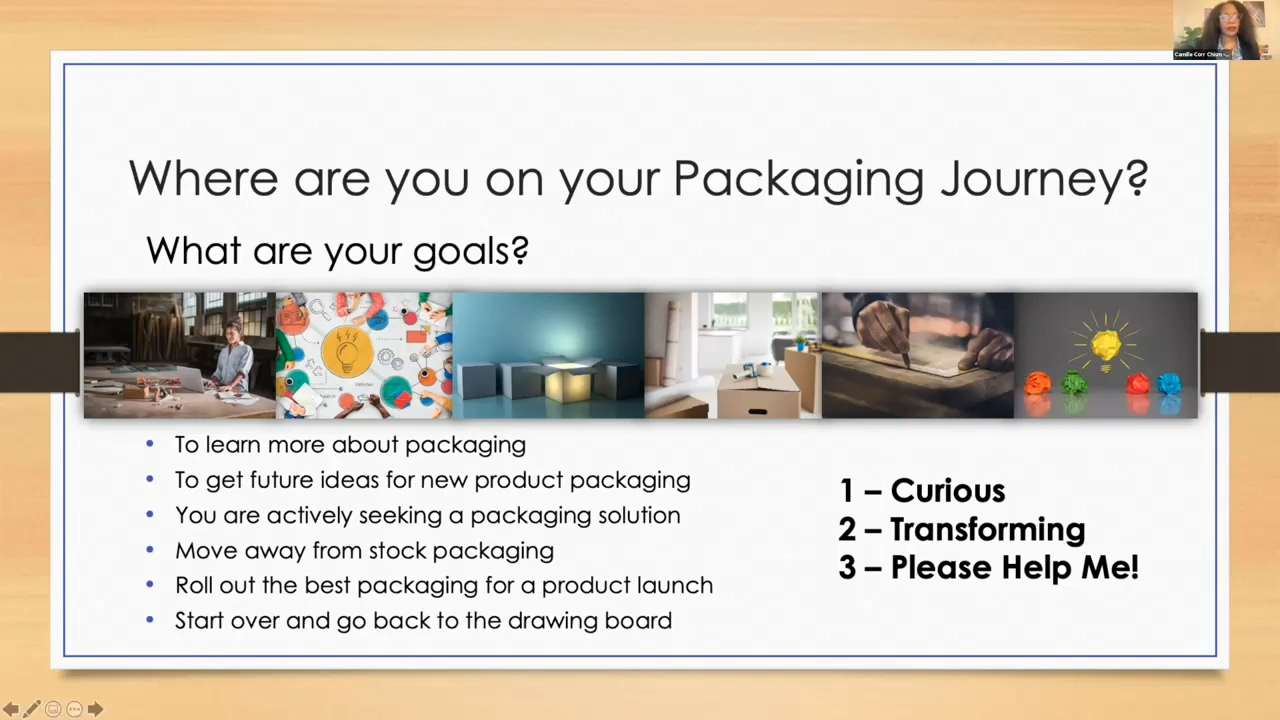 Camille Corr Chism
Where are you on your Packaging Journey?
What are your goals?
• To learn more about packaging
• To get future ideas for new product packaging
• You are actively seeking a packaging solution
• Move away from stock packaging
• Roll out the best packaging for a product launch
• Start over and go back to the drawing board
1 – Curious
2 – Transforming
3 – Please Help Me!